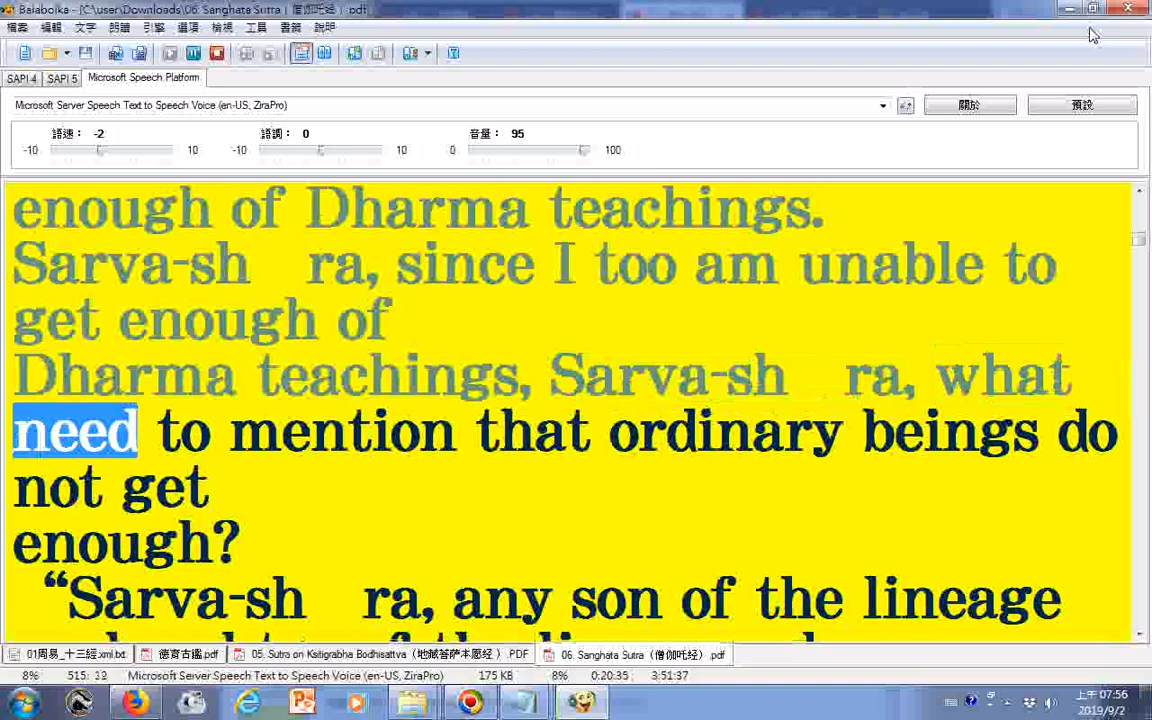 Balabolka - [C:\user\Downloads\06. Sanghata Sutra (僧伽吒经).pdf]
檔案 編輯 文字 朗讀 引擎 選項 檢視 工具 書籤 說明
SAPI 4 SAPI 5 Microsoft Speech Platform
Microsoft Server Speech Text to Speech Voice (en-US, ZiraPro) 關於 預設
語速： -2 語調： 0 音量： 95
-10 10 -10 10 0 100
enough of Dharma teachings.
Sarva-sh ra, since I too am unable to
get enough of
Dharma teachings, Sarva-sh ra, what
need to mention that ordinary beings do
not get
enough?
“Sarva-sh ra, any son of the lineage
01周易_十三經.xml.txt 德育古鑑.pdf 05. Sutra on Ksitigrabha Bodhisattva（地藏菩萨本愿经）.PDF 06. Sanghata Sutra（僧伽吒经）.pdf
8% 515: 33 Microsoft Server Speech Text to Speech Voice (en-US, ZiraPro) 175 KB 8% 0:20:35 3:51:37
上午 07:56
2019/9/2